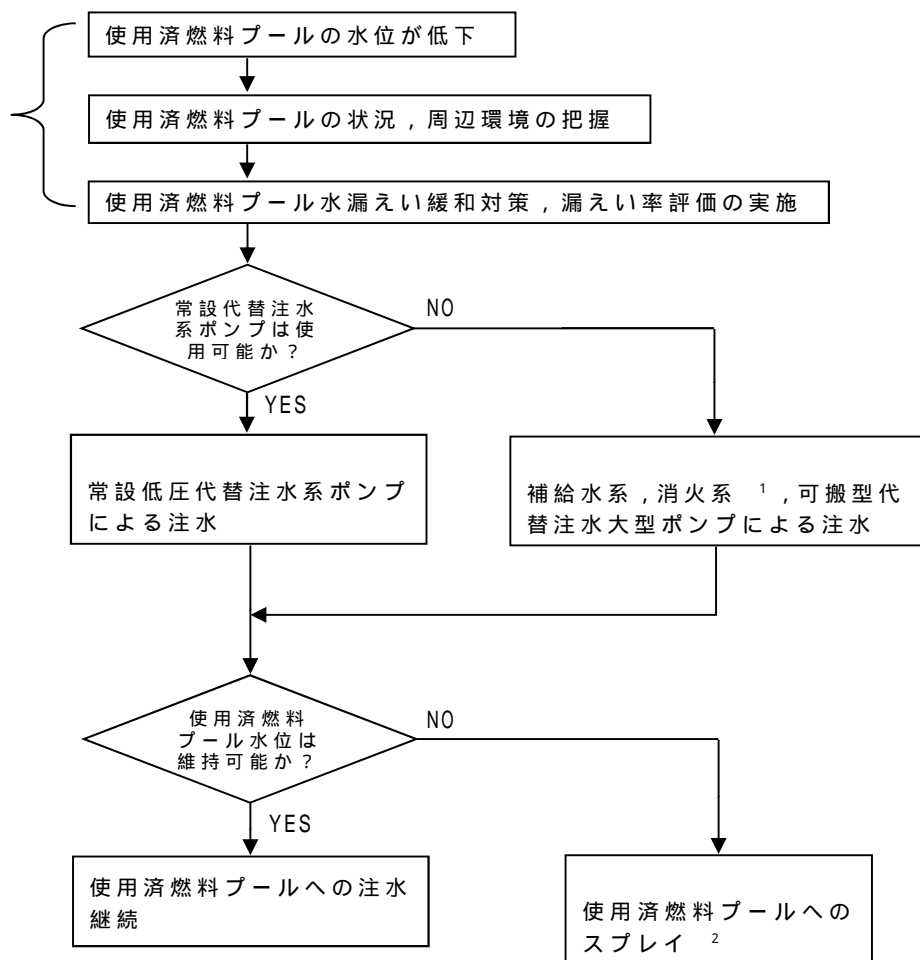 使用済燃料プールの水位が低下
使用済燃料プールの状況，周辺環境の把握
使用済燃料プール水漏えい緩和対策，漏えい率評価の実施
常設代替注水
系ポンプは使
用可能か？
NO
YES
常設低圧代替注水系ポンプ
による注水
補給水系，消火系 1，可搬型代
替注水大型ポンプによる注水
使用済燃料
プール水位は
維持可能か？
NO
YES
使用済燃料プールへの注水
継続
使用済燃料プールへの
スプレイ 2